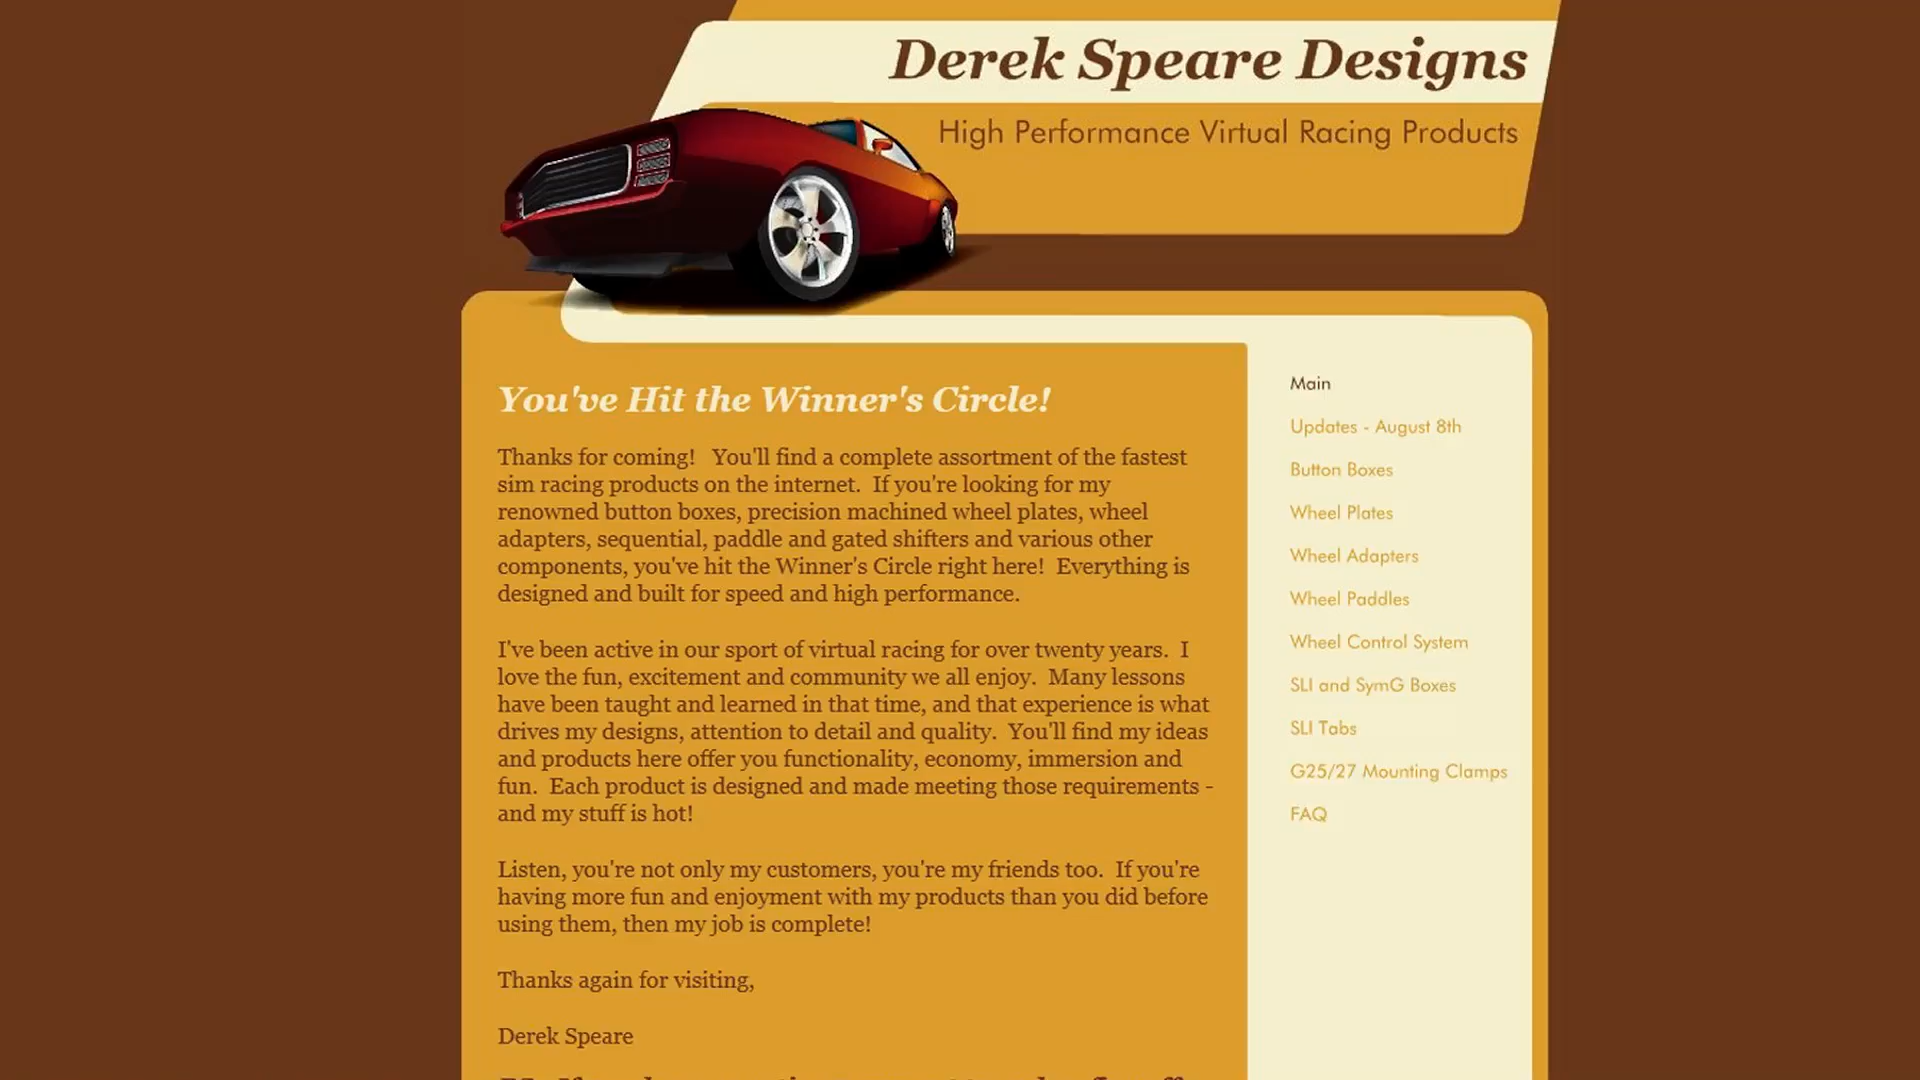 Derek Speare Designs
High Performance Virtual Racing Products
You've Hit the Winner's Circle!
Thanks for coming!   You'll find a complete assortment of the fastest
sim racing products on the internet.  If you're looking for my
renowned button boxes, precision machined wheel plates, wheel
adapters, sequential, paddle and gated shifters and various other
components, you've hit the Winner's Circle right here!  Everything is
designed and built for speed and high performance.
I've been active in our sport of virtual racing for over twenty years.  I
love the fun, excitement and community we all enjoy.  Many lessons
have been taught and learned in that time, and that experience is what
drives my designs, attention to detail and quality.  You'll find my ideas
and products here offer you functionality, economy, immersion and
fun.  Each product is designed and made meeting those requirements -
and my stuff is hot!
Listen, you're not only my customers, you're my friends too.  If you're
having more fun and enjoyment with my products than you did before
using them, then my job is complete!
Thanks again for visiting,
Derek Speare
Main
Updates - August 8th
Button Boxes
Wheel Plates
Wheel Adapters
Wheel Paddles
Wheel Control System
SLI and SymG Boxes
SLI Tabs
G25/27 Mounting Clamps
FAQ